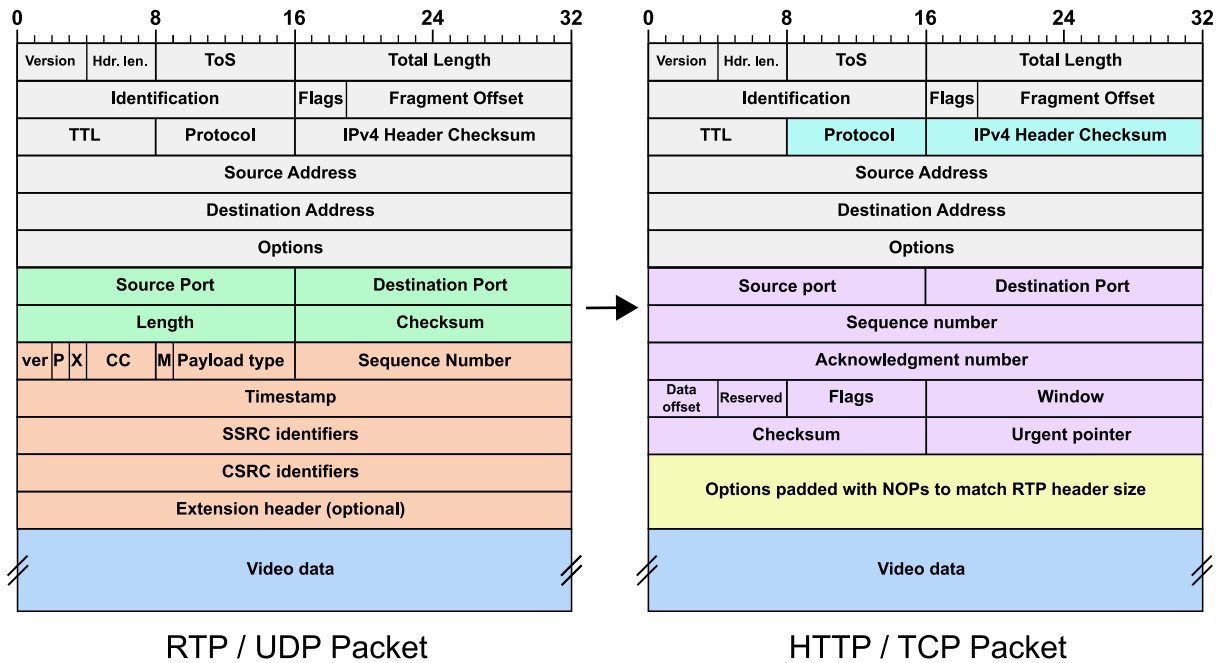 0 8 16 24 32
Version Hdr. len. ToS Total Length
Identification Flags Fragment Offset
TTL Protocol IPv4 Header Checksum
Source Address
Destination Address
Options
Source Port Destination Port
Length Checksum
ver P X CC M Payload type Sequence Number
Timestamp
SSRC identifiers
CSRC identifiers
Extension header (optional)
Video data
RTP / UDP Packet
0 8 16 24 32
Version Hdr. len. ToS Total Length
Identification Flags Fragment Offset
TTL Protocol IPv4 Header Checksum
Source Address
Destination Address
Options
Source port Destination Port
Sequence number
Acknowledgment number
Data offset Reserved Flags Window
Checksum Urgent pointer
Options padded with NOPs to match RTP header size
Video data
HTTP / TCP Packet